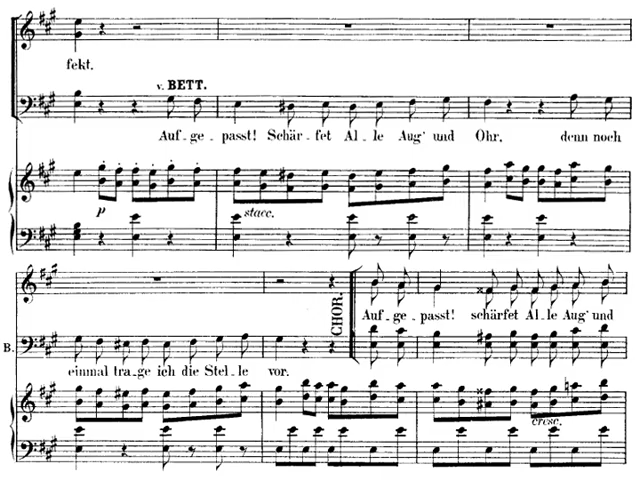 fekt.
v. BETT.
Auf-ge-passt! Schär-fet Al-le Aug' und Ohr, denn noch
p
stacc.
CHOR.
Auf-ge-passt! schärfet Al-le Aug' und
B.
einmal tra-ge ich die Stel-le vor.
cresc.